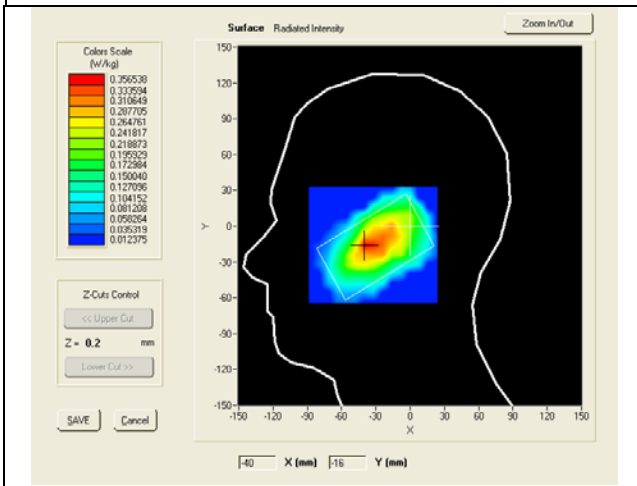 Surface Radiated Intensity
Zoom In/Out
Colors Scale
(W/kg)
0.356538
0.333594
0.310649
0.287705
0.264761
0.241817
0.218873
0.195929
0.172984
0.150040
0.127096
0.104152
0.081208
0.058264
0.035319
0.012375
Z-Cuts Control
<< Upper Cut
Z = 0.2 mm
Lower Cut >>
SAVE Cancel
150
120
90
60
30
0
-30
-60
-90
-120
-150
Y
-150 -120 -90 -60 -30 0 30 60 90 120 150
X
-40 X (mm) -16 Y (mm)